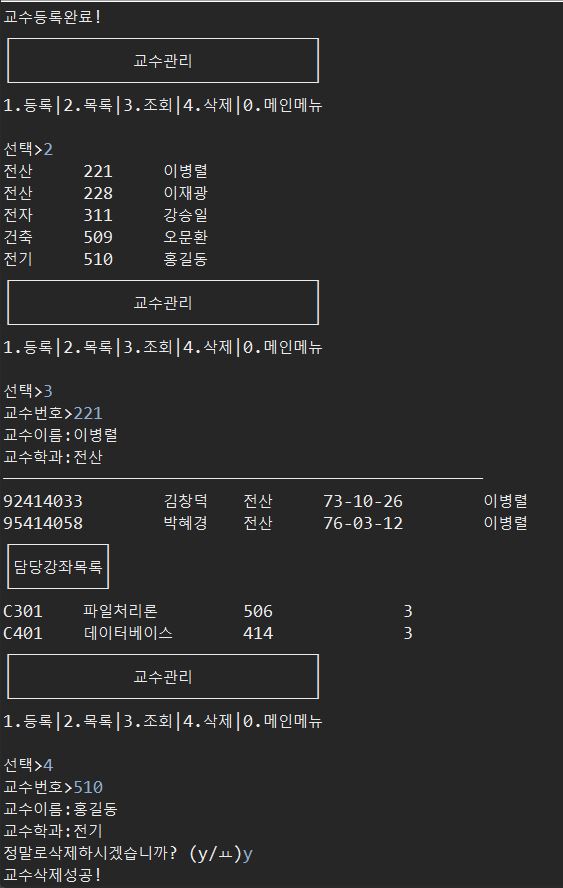 교수등록완료!
교수관리
1.등록|2.목록|3.조회|4.삭제|0.메인메뉴
선택>2
전산 221 이병렬
전산 228 이재광
전자 311 강승일
건축 509 오문환
전기 510 홍길동
교수관리
1.등록|2.목록|3.조회|4.삭제|0.메인메뉴
선택>3
교수번호>221
교수이름:이병렬
교수학과:전산
92414033 김창덕 전산 73-10-26 이병렬
95414058 박혜경 전산 76-03-12 이병렬
담당강좌목록
C301 파일처리론 506 3
C401 데이터베이스 414 3
교수관리
1.등록|2.목록|3.조회|4.삭제|0.메인메뉴
선택>4
교수번호>510
교수이름:홍길동
교수학과:전기
정말로삭제하시겠습니까? (y/ㅛ)y
교수삭제성공!